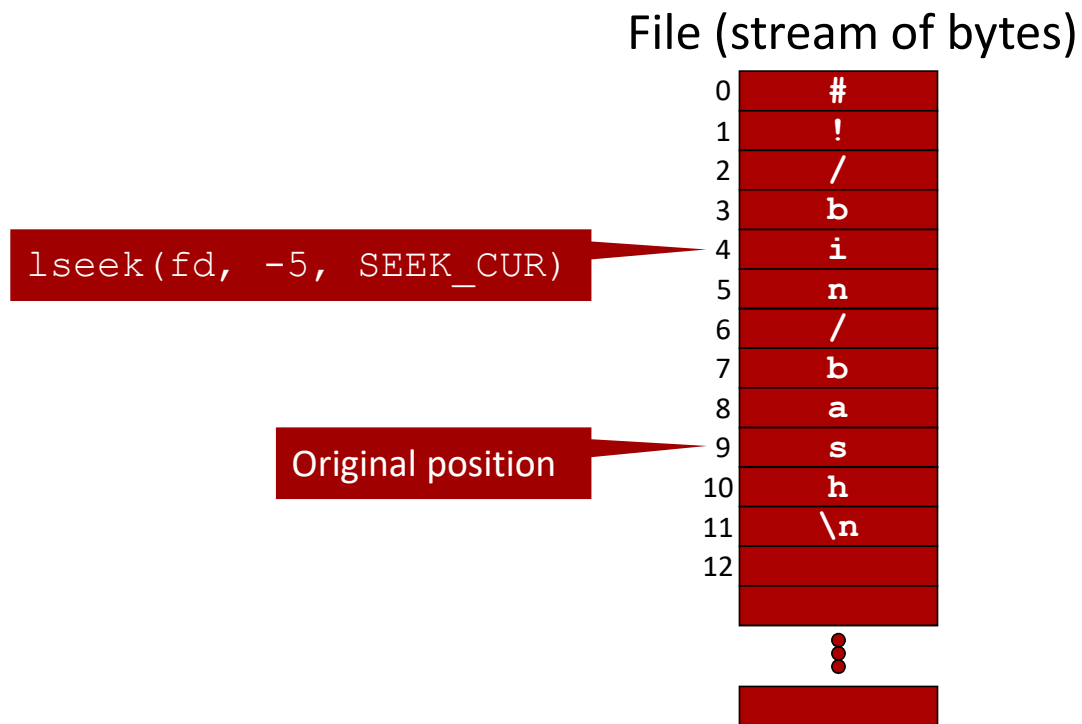 File (stream of bytes)
0 #
1 !
2 /
3 b
lseek(fd, -5, SEEK_CUR)
4 i
5 n
6 /
7 b
8 a
Original position
9 s
10 h
11 \n
12